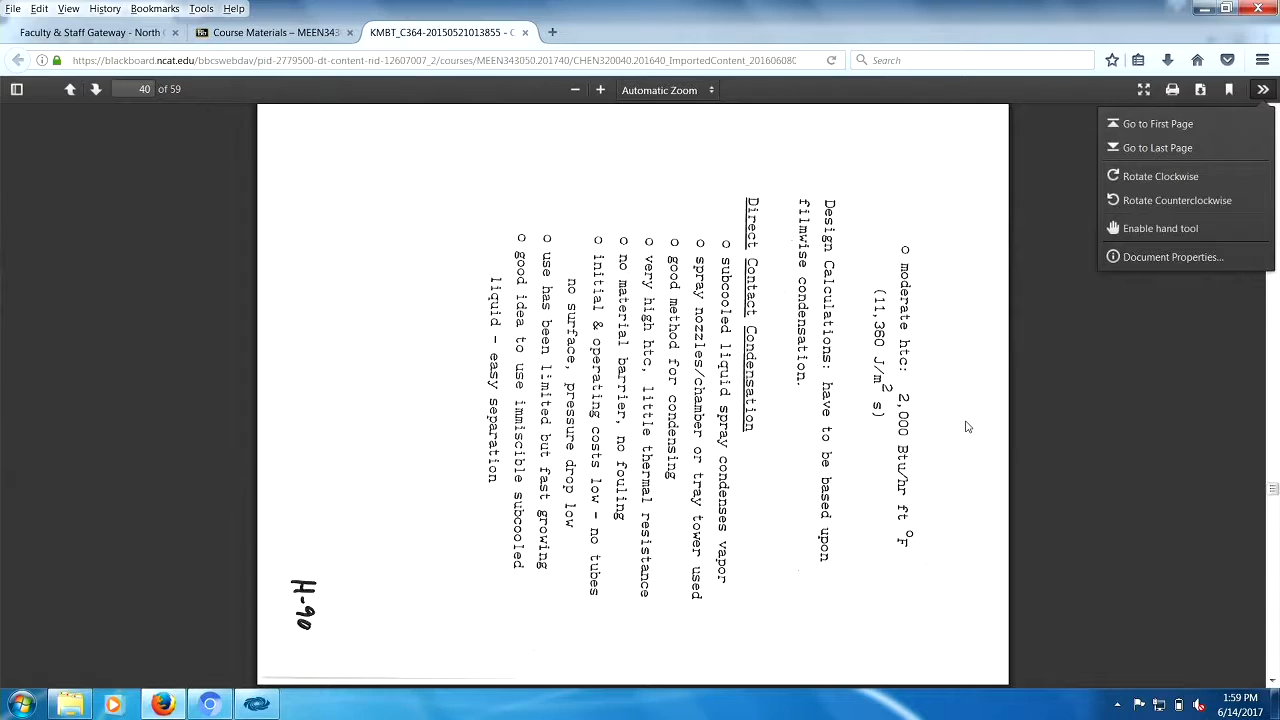 File Edit View History Bookmarks Tools Help
Faculty & Staff Gateway - North C
Bb Course Materials – MEEN343
KMBT_C364-20150521013855 - C
https://blackboard.ncat.edu/bbcswebdav/pid-2779500-dt-content-rid-12607007_2/courses/MEEN343050.201740/CHEN320040.201640_ImportedContent_201606080
Search
40 of 59
Automatic Zoom
Go to First Page
Go to Last Page
Rotate Clockwise
Rotate Counterclockwise
Enable hand tool
Document Properties...
o moderate htc: 2,000 Btu/hr ft °F
(11,360 J/m² s)
Design Calculations: have to be based upon
filmwise condensation.
Direct Contact Condensation
o subcooled liquid spray condenses vapor
o spray nozzles/chamber or tray tower used
o good method for condensing
o very high htc, little thermal resistance
o no material barrier, no fouling
o initial & operating costs low - no tubes
no surface, pressure drop low
o use has been limited but fast growing
o good idea to use immiscible subcooled
liquid - easy separation
H-90
1:59 PM
6/14/2017